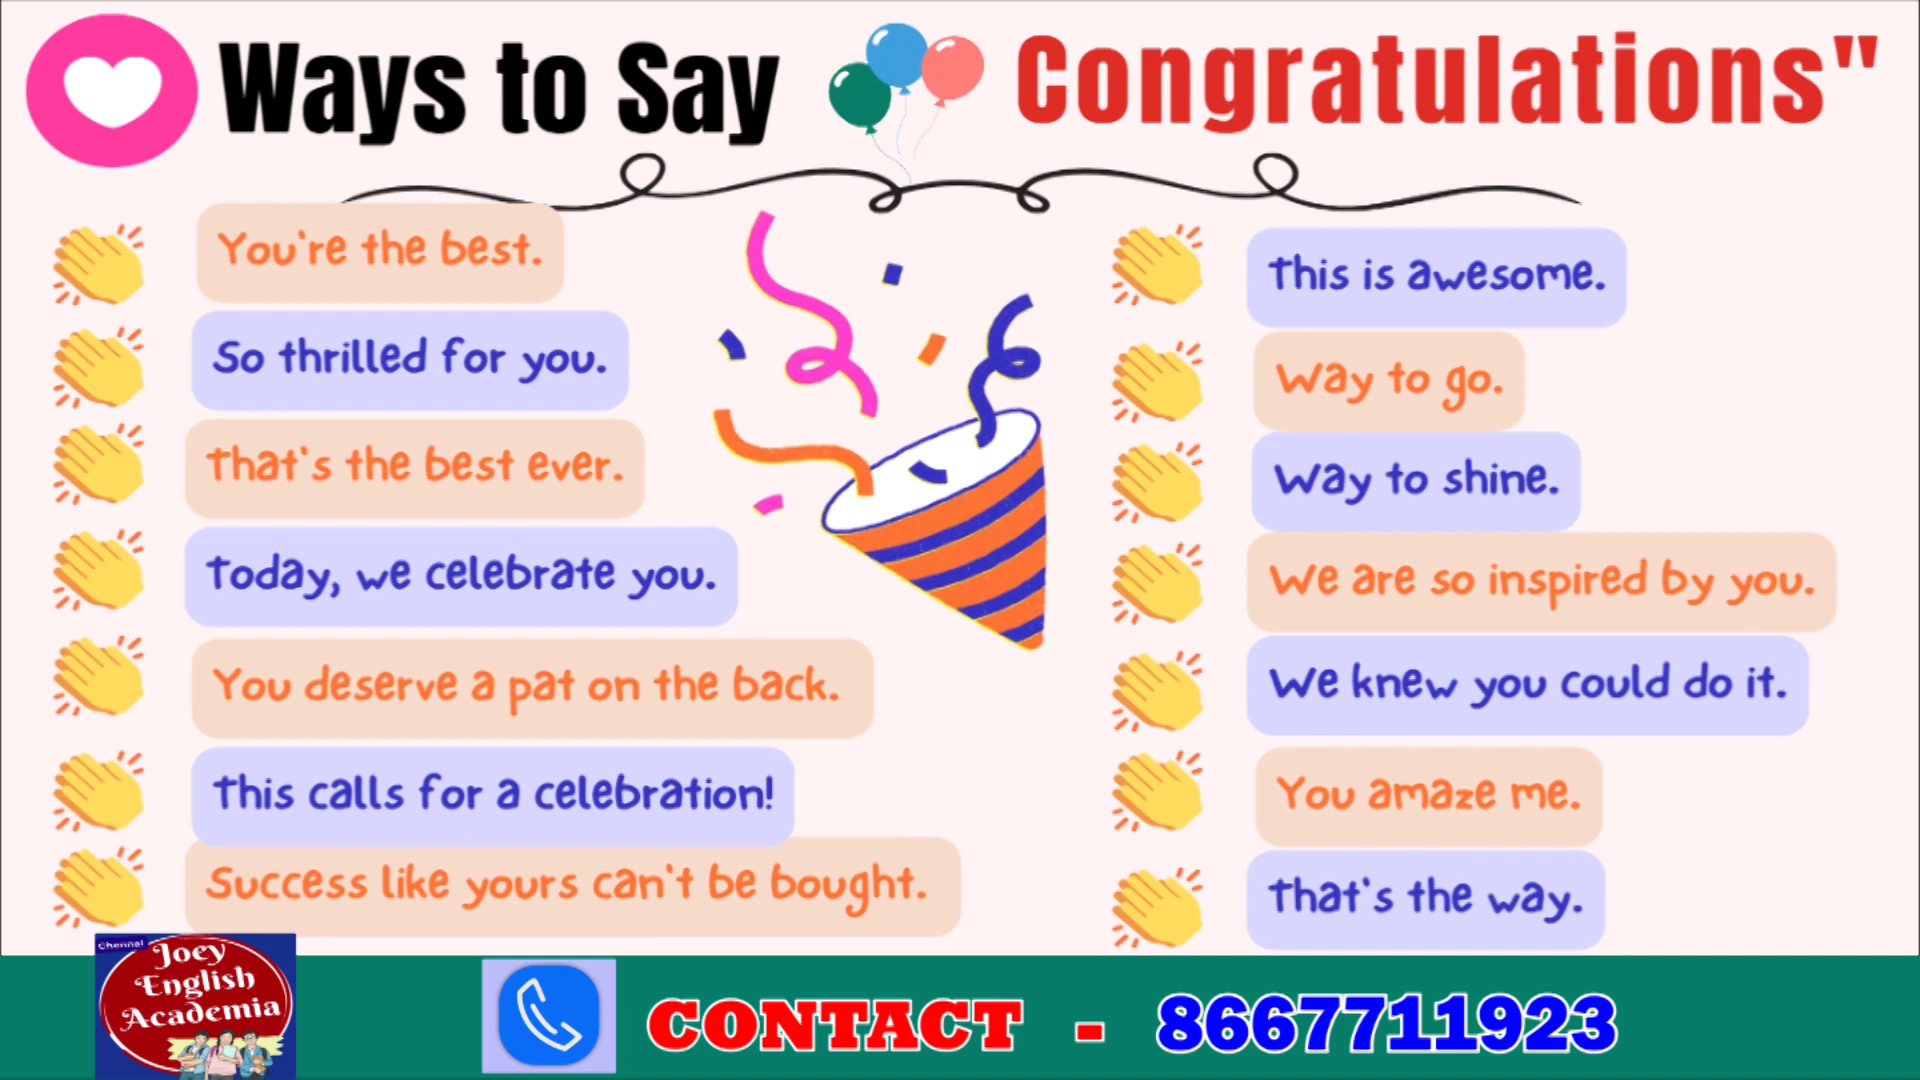 Ways to Say Congratulations"
You're the best.
So thrilled for you.
That's the best ever.
Today, we celebrate you.
You deserve a pat on the back.
This calls for a celebration!
Success like yours can't be bought.
This is awesome.
Way to go.
Way to shine.
We are so inspired by you.
We knew you could do it.
You amaze me.
That's the way.
Chennai
Joey
English
Academia
CONTACT - 8667711923